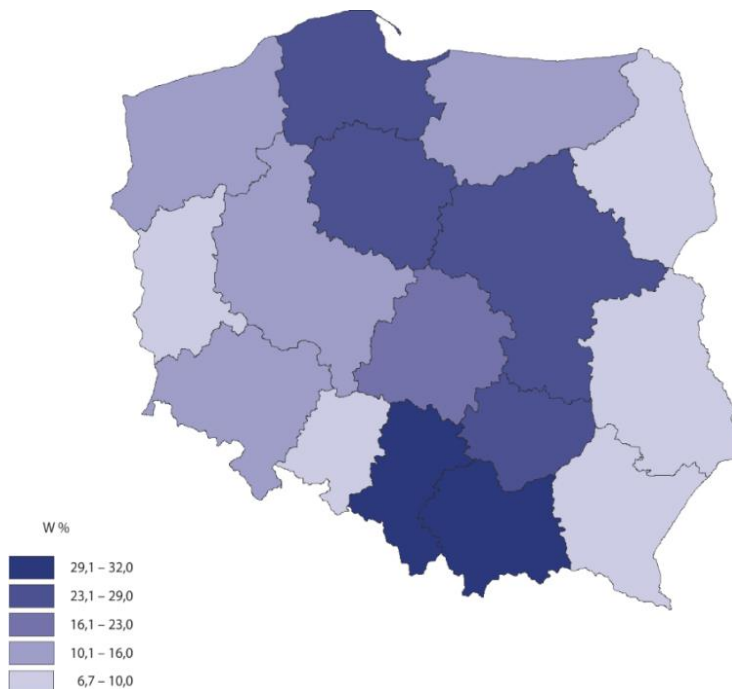 W %
29,1 – 32,0
23,1 – 29,0
16,1 – 23,0
10,1 – 16,0
6,7 – 10,0